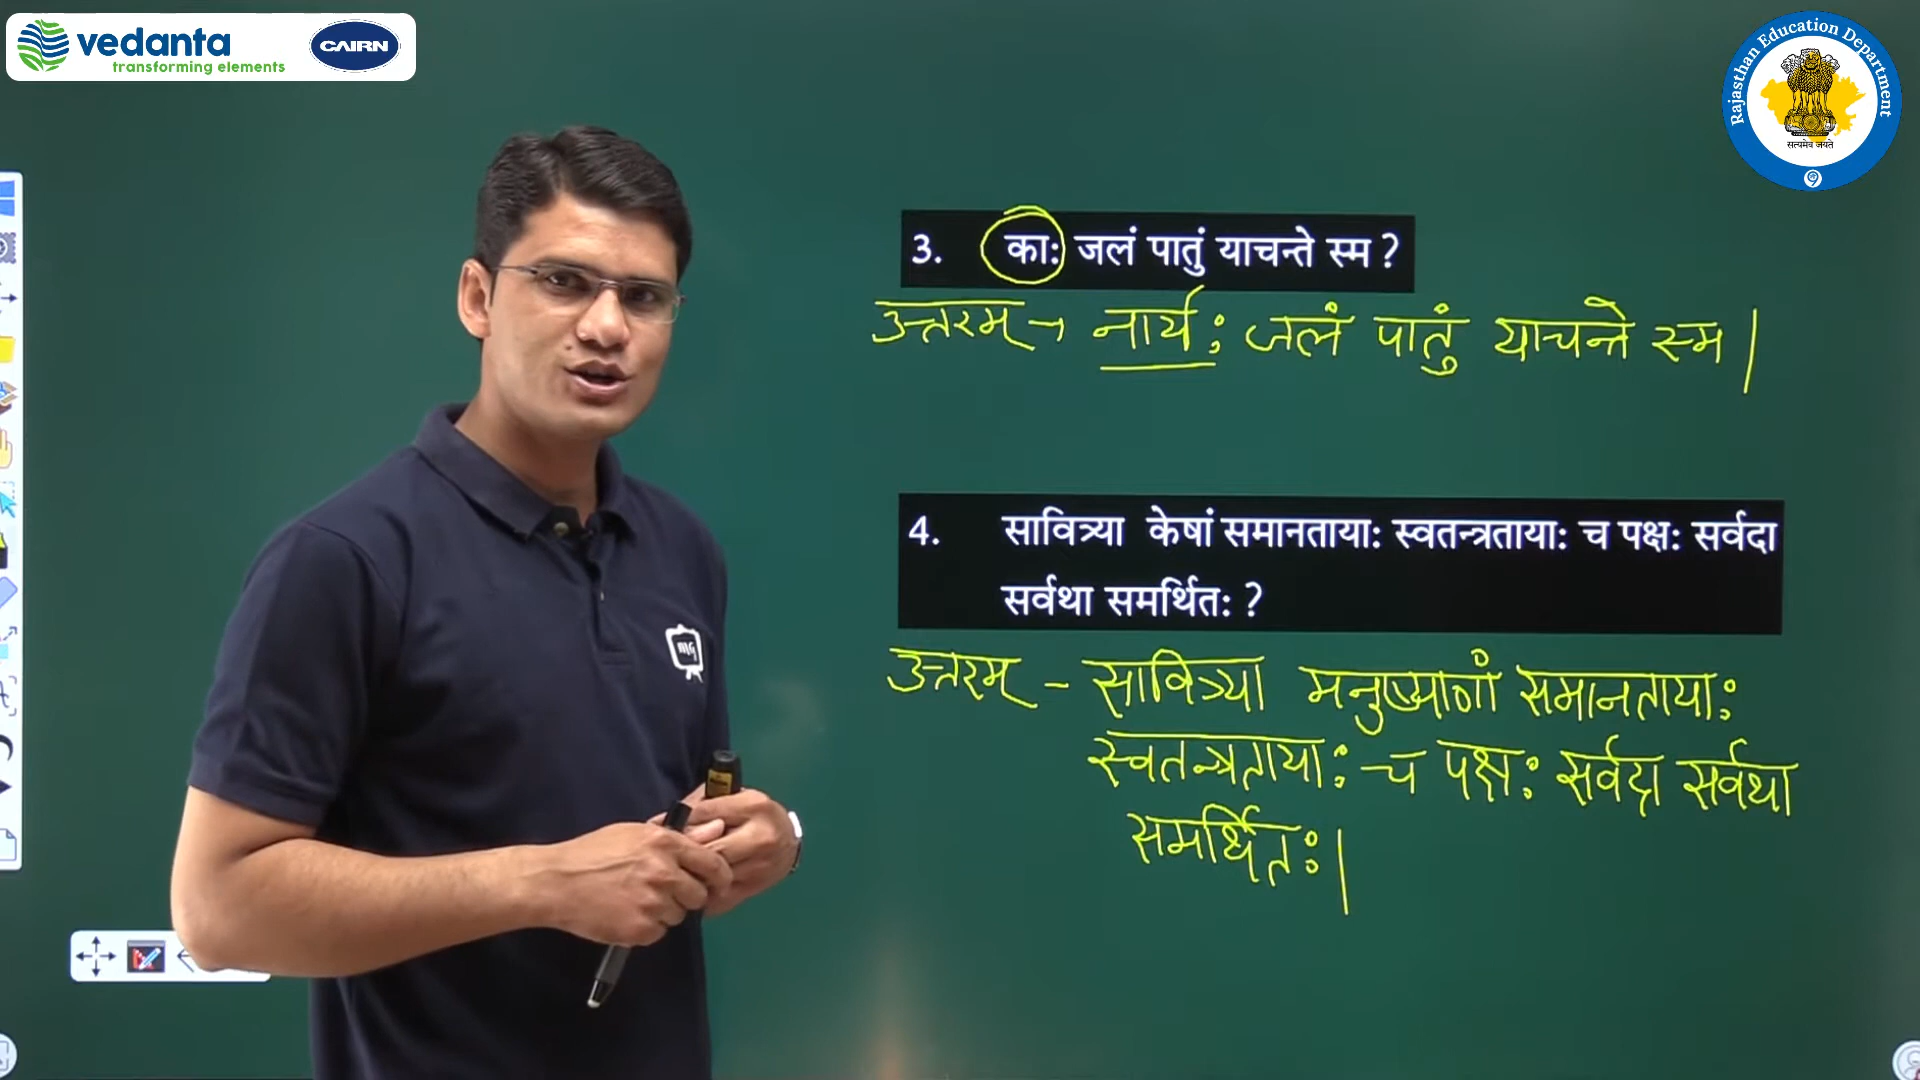 vedanta
transforming elements
CAIRN
Rajasthan Education Department
सत्यमेव जयते
3. का: जलं पातुं याचन्ते स्म ?
उत्तरम् → नार्य: जलं पातुं याचन्ते स्म |
4. सावित्र्या केषां समानताया: स्वतन्त्रताया: च पक्ष: सर्वदा
सर्वथा समर्थित: ?
उत्तरम् - सावित्र्या मनुष्याणां समानताया:
स्वतन्त्रताया: च पक्ष: सर्वदा सर्वथा
समर्थित: |
MG